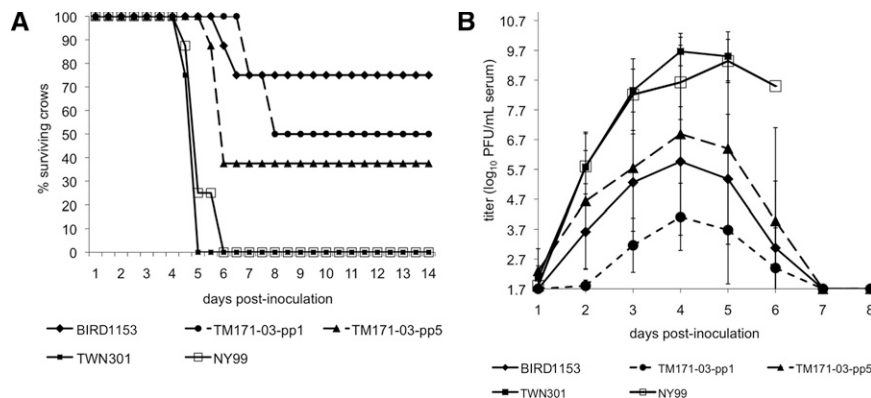 A
% surviving crows
100
90
80
70
60
50
40
30
20
10
0
1 2 3 4 5 6 7 8 9 10 11 12 13 14
days post-inoculation
BIRD1153 TM171-03-pp1 TM171-03-pp5
TWN301 NY99
B
titer (log10 PFU/mL serum)
10.7
9.7
8.7
7.7
6.7
5.7
4.7
3.7
2.7
1.7
1 2 3 4 5 6 7 8
days post-inoculation
BIRD1153 TM171-03-pp1 TM171-03-pp5
TWN301 NY99